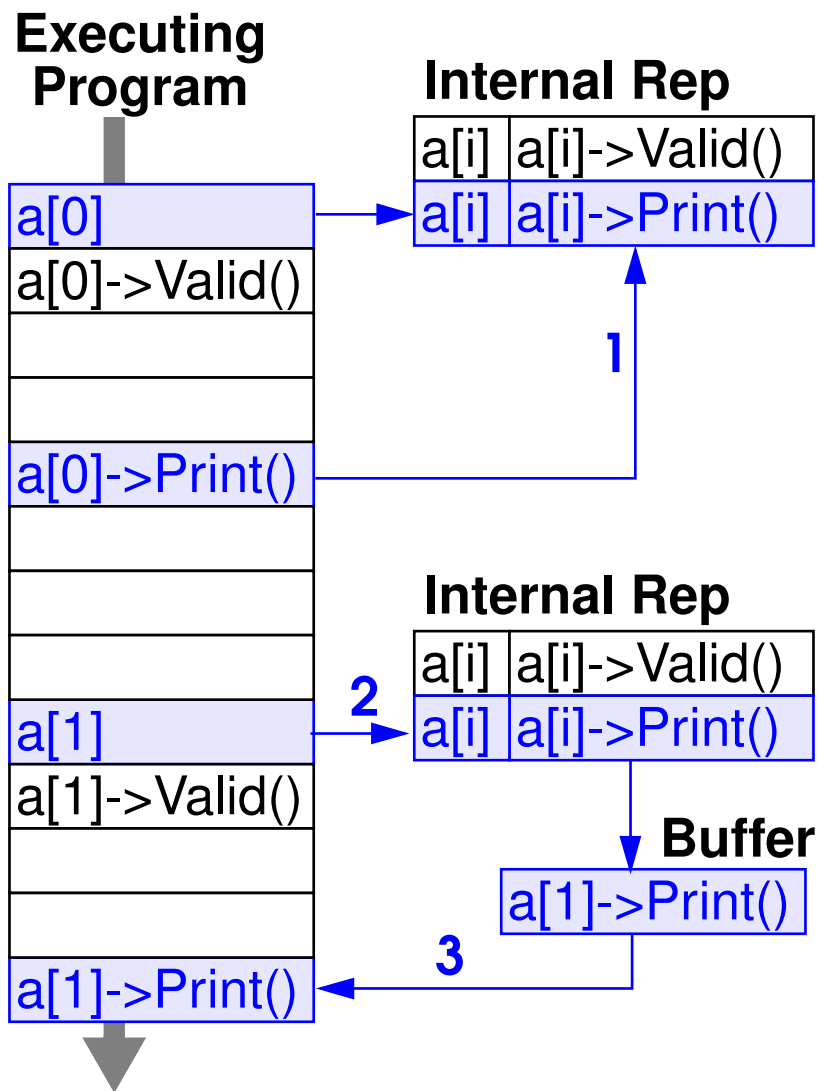 Executing
Program
a[0]
a[0]->Valid()
a[0]->Print()
a[1]
a[1]->Valid()
a[1]->Print()
Internal Rep
a[i] a[i]->Valid()
a[i] a[i]->Print()
1
Internal Rep
a[i] a[i]->Valid()
a[i] a[i]->Print()
2
Buffer
a[1]->Print()
3